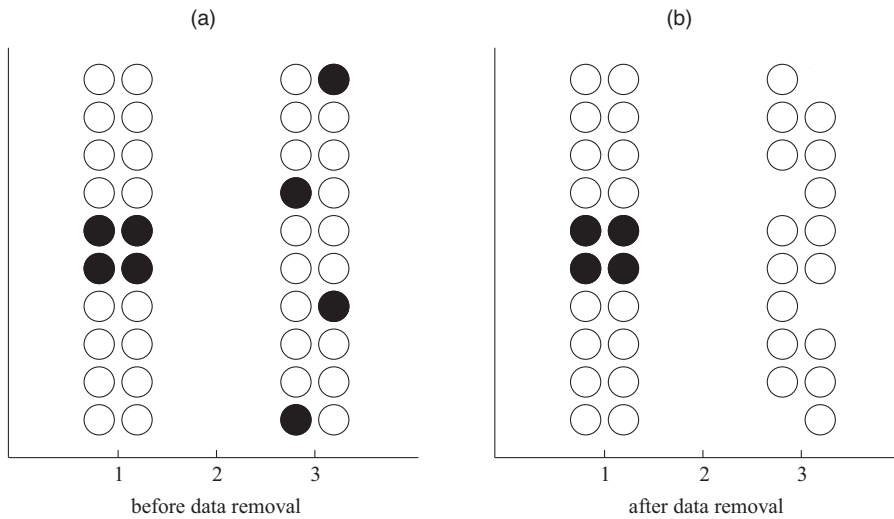 (a)
(b)
1 2 3
1 2 3
before data removal
after data removal